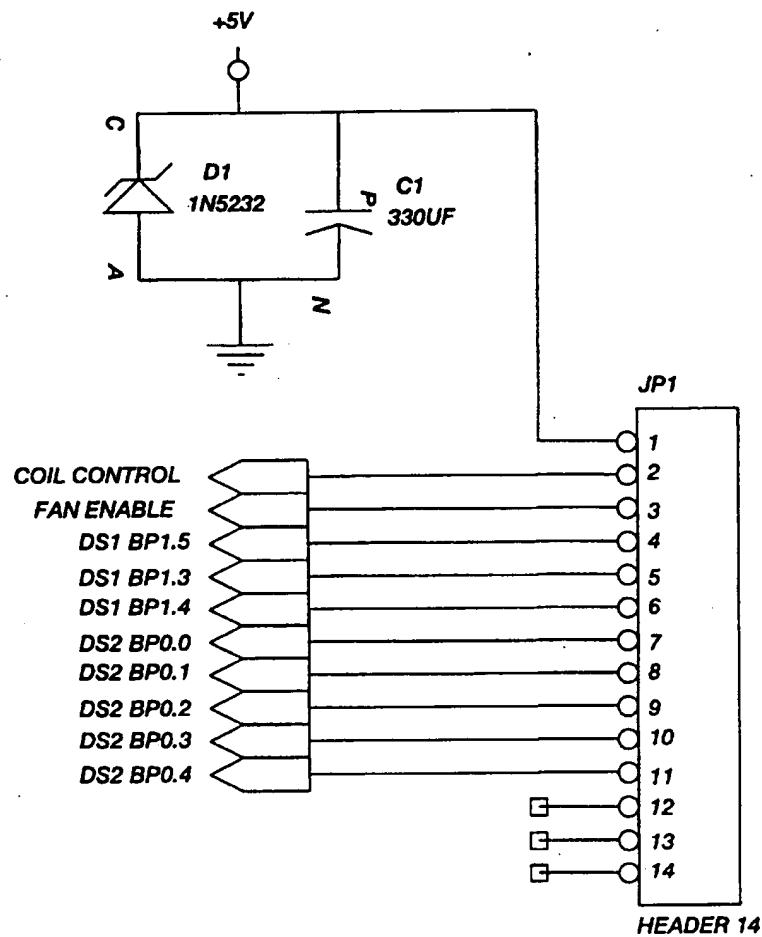 +5V
C
D1
1N5232
P
C1
330UF
A
N
JP1
1
COIL CONTROL
2
FAN ENABLE
3
DS1 BP1.5
4
DS1 BP1.3
5
DS1 BP1.4
6
DS2 BP0.0
7
DS2 BP0.1
8
DS2 BP0.2
9
DS2 BP0.3
10
DS2 BP0.4
11
12
13
14
HEADER 14